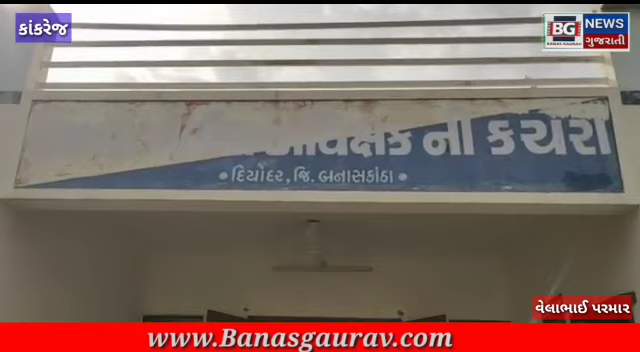 કાંકરેજ
BG
BANAS GAURAV
NEWS
ગુજરાતી
ની કચેરી
• દિયોદર, જિ. બનાસકાંઠા •
વેલાભાઈ પરમાર
www.Banasgaurav.com